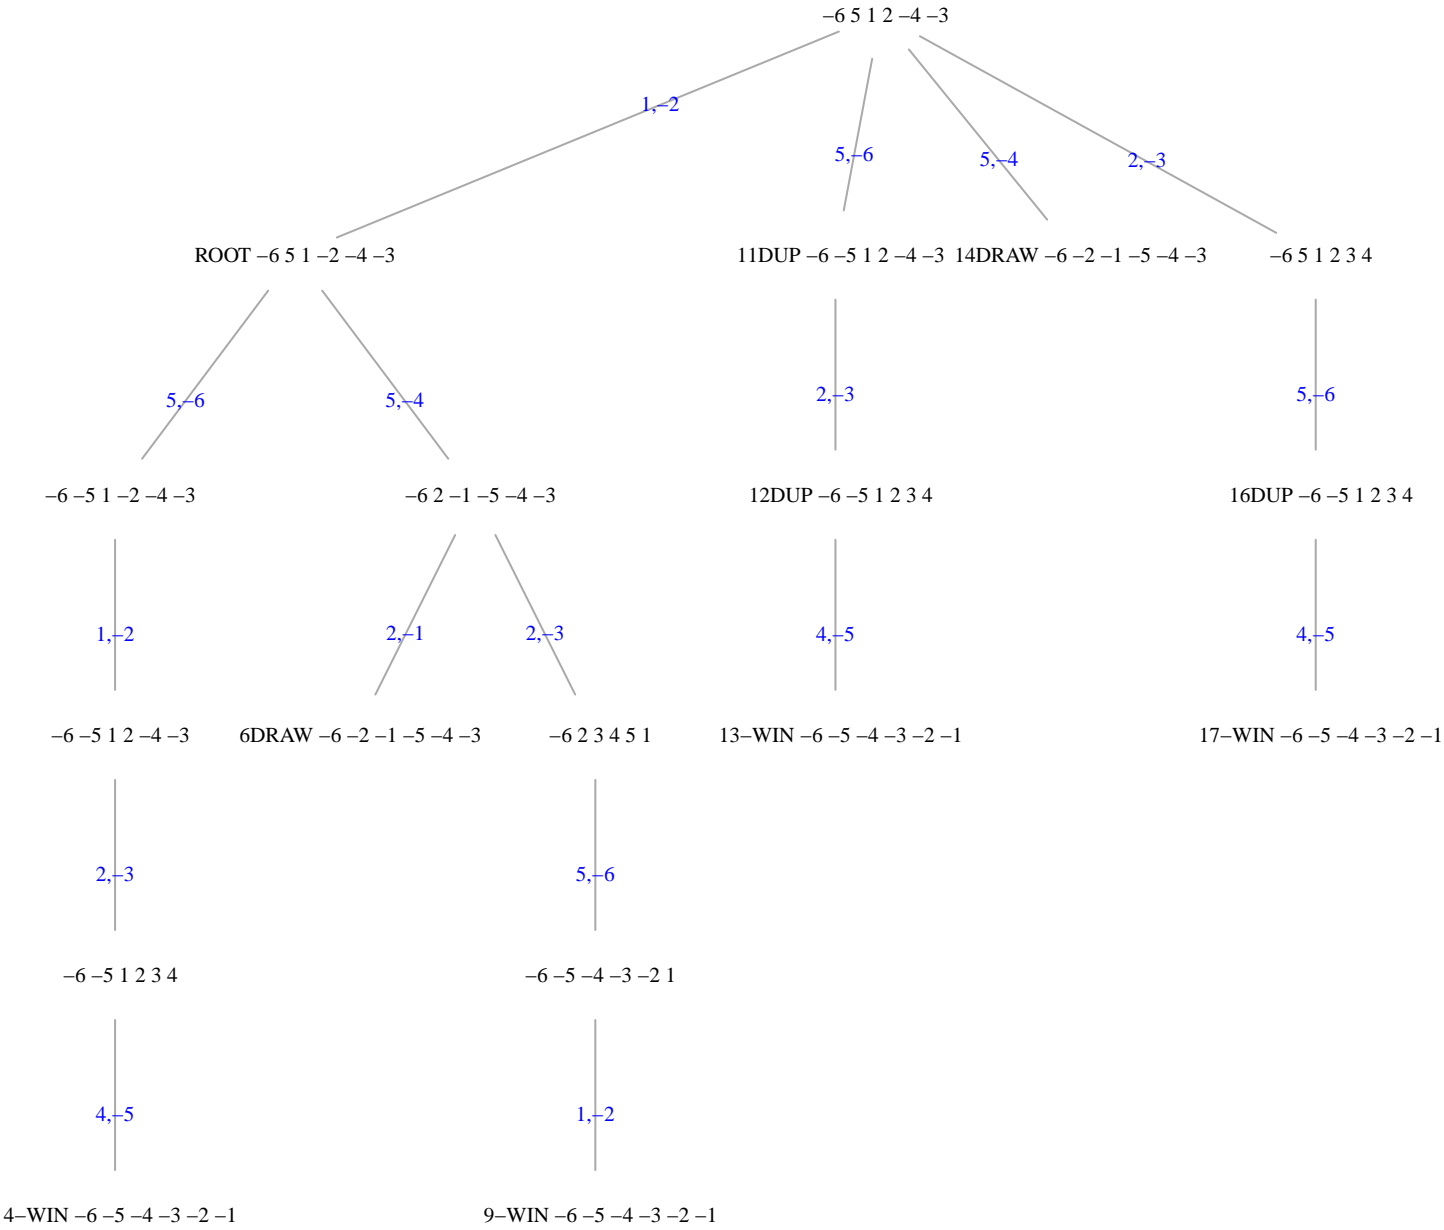 –6 5 1 2 –4 –3
1,–2
5,–6
5,–4
2,–3
ROOT –6 5 1 –2 –4 –3
11DUP –6 –5 1 2 –4 –3
14DRAW –6 –2 –1 –5 –4 –3
–6 5 1 2 3 4
5,–6
5,–4
2,–3
5,–6
–6 –5 1 –2 –4 –3
–6 2 –1 –5 –4 –3
12DUP –6 –5 1 2 3 4
16DUP –6 –5 1 2 3 4
1,–2
2,–1
2,–3
4,–5
4,–5
–6 –5 1 2 –4 –3
6DRAW –6 –2 –1 –5 –4 –3
–6 2 3 4 5 1
13–WIN –6 –5 –4 –3 –2 –1
17–WIN –6 –5 –4 –3 –2 –1
2,–3
5,–6
–6 –5 1 2 3 4
–6 –5 –4 –3 –2 1
4,–5
1,–2
4–WIN –6 –5 –4 –3 –2 –1
9–WIN –6 –5 –4 –3 –2 –1